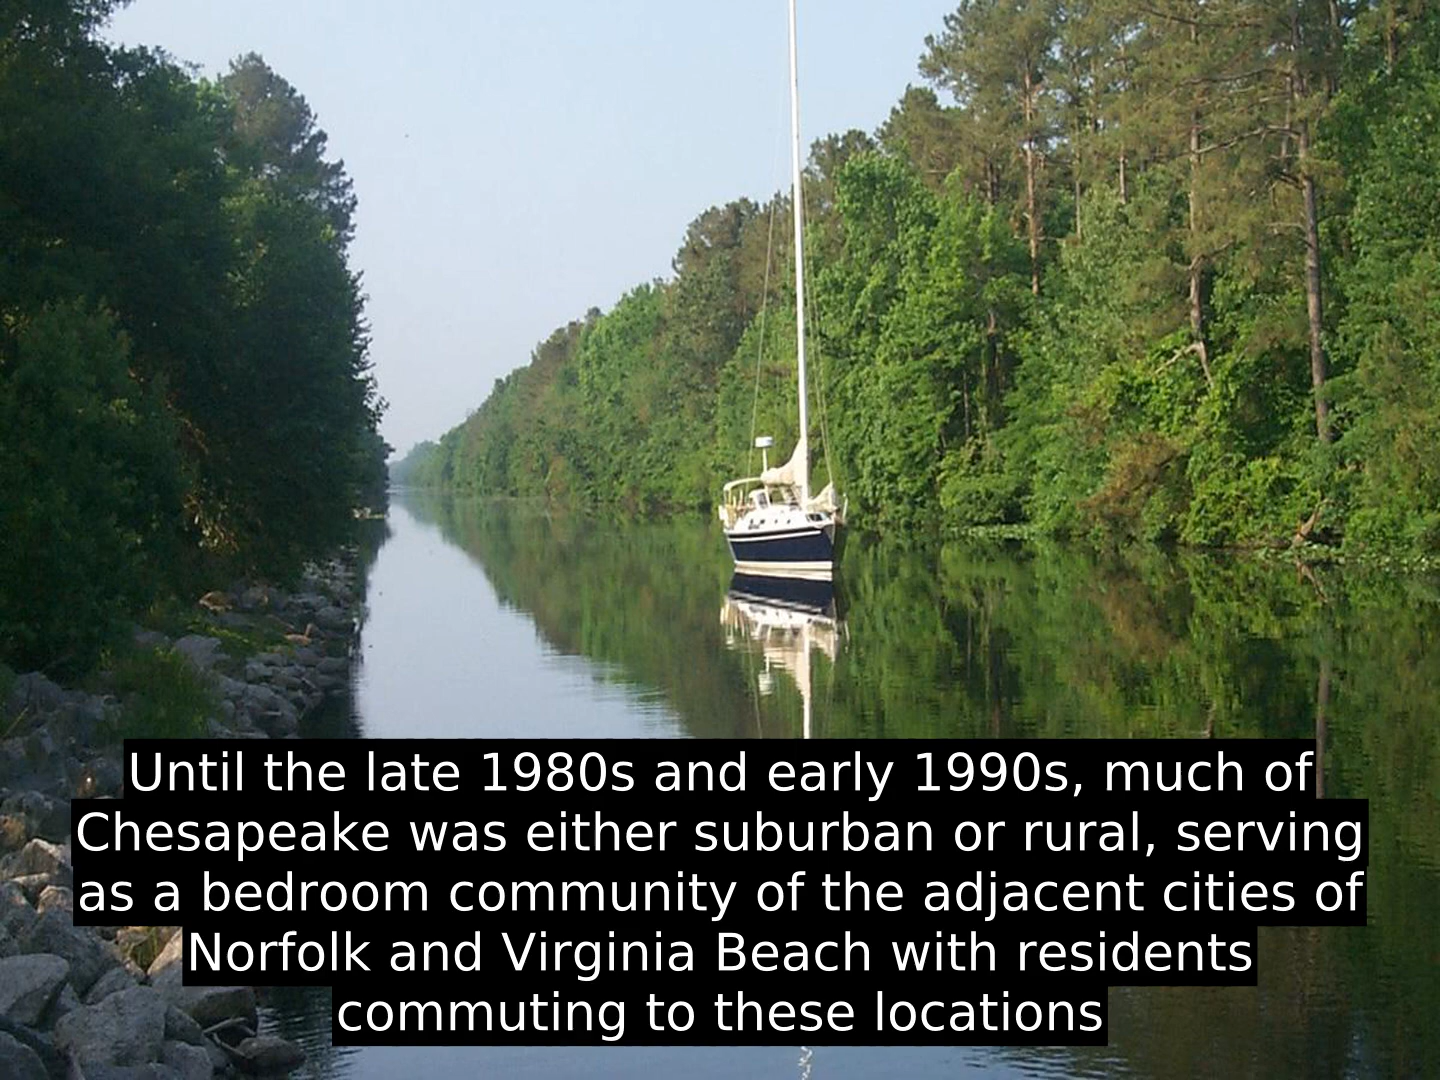 Until the late 1980s and early 1990s, much of
Chesapeake was either suburban or rural, serving
as a bedroom community of the adjacent cities of
Norfolk and Virginia Beach with residents
commuting to these locations